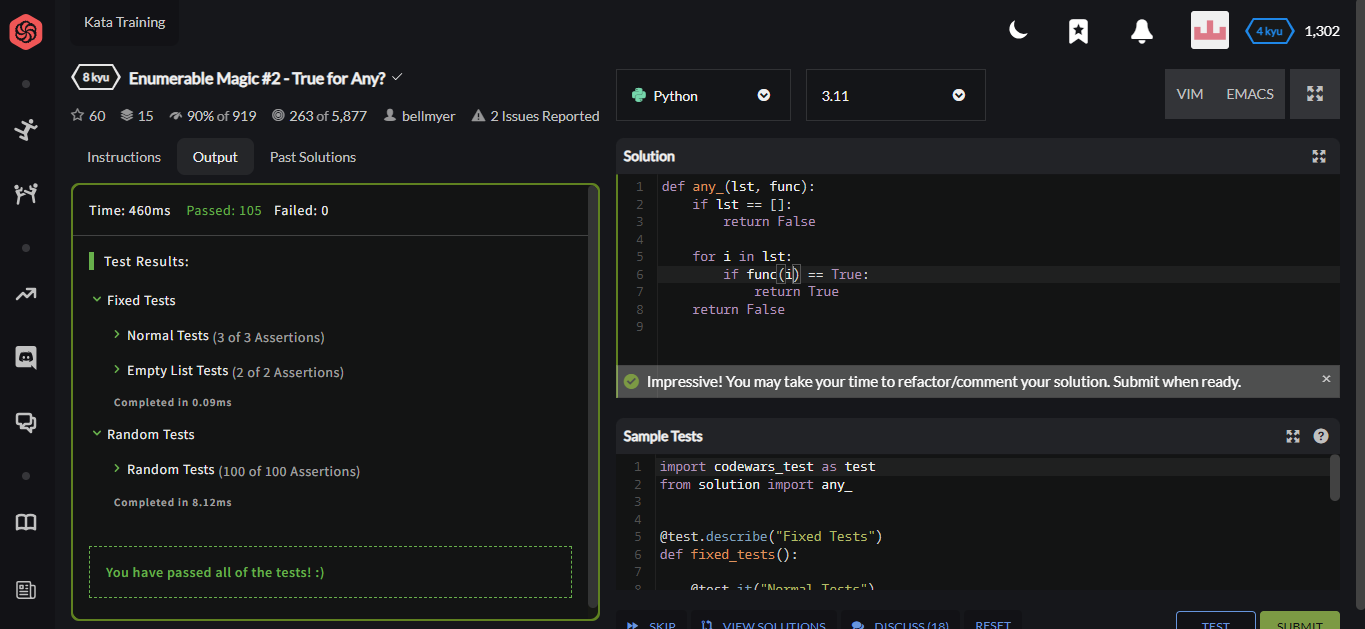 Kata Training
4 kyu 1,302
8 kyu Enumerable Magic #2 - True for Any?
60 15 90% of 919 263 of 5,877 bellmyer 2 Issues Reported
Instructions Output Past Solutions
Time: 460ms Passed: 105 Failed: 0
Test Results:
Fixed Tests
Normal Tests (3 of 3 Assertions)
Empty List Tests (2 of 2 Assertions)
Completed in 0.09ms
Random Tests
Random Tests (100 of 100 Assertions)
Completed in 8.12ms
You have passed all of the tests! :)
Python 3.11 VIM EMACS
Solution
1 def any_(lst, func):
2     if lst == []:
3         return False
4
5     for i in lst:
6         if func(i) == True:
7             return True
8     return False
9
Impressive! You may take your time to refactor/comment your solution. Submit when ready. ×
Sample Tests ?
1 import codewars_test as test
2 from solution import any_
3
4
5 @test.describe("Fixed Tests")
6 def fixed_tests():
7
8     @test.it("Normal Tests")
SKIP VIEW SOLUTIONS DISCUSS (18) RESET TEST SUBMIT